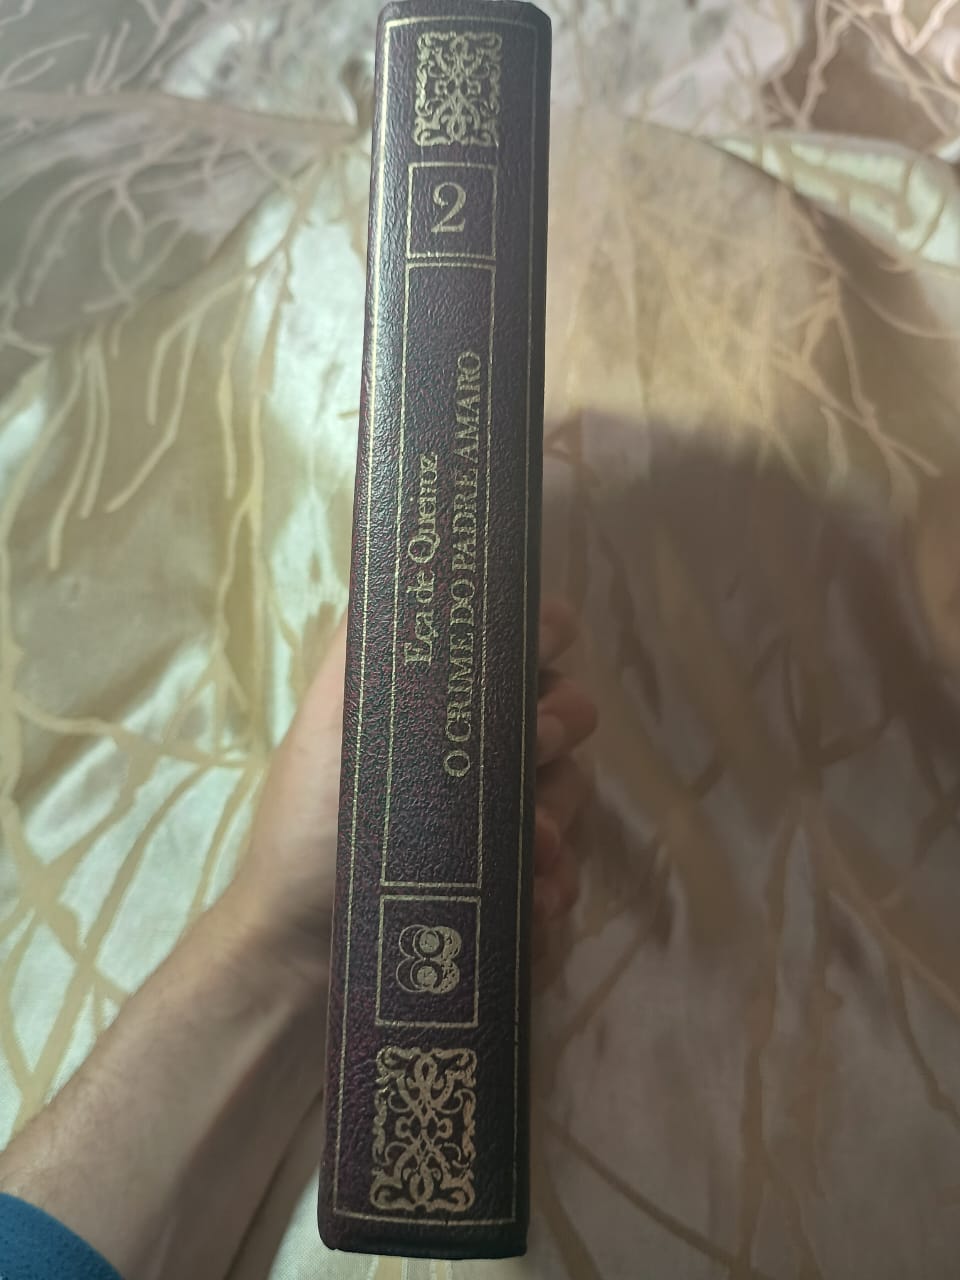 2
Eça de Queiroz
O CRIME DO PADRE AMARO